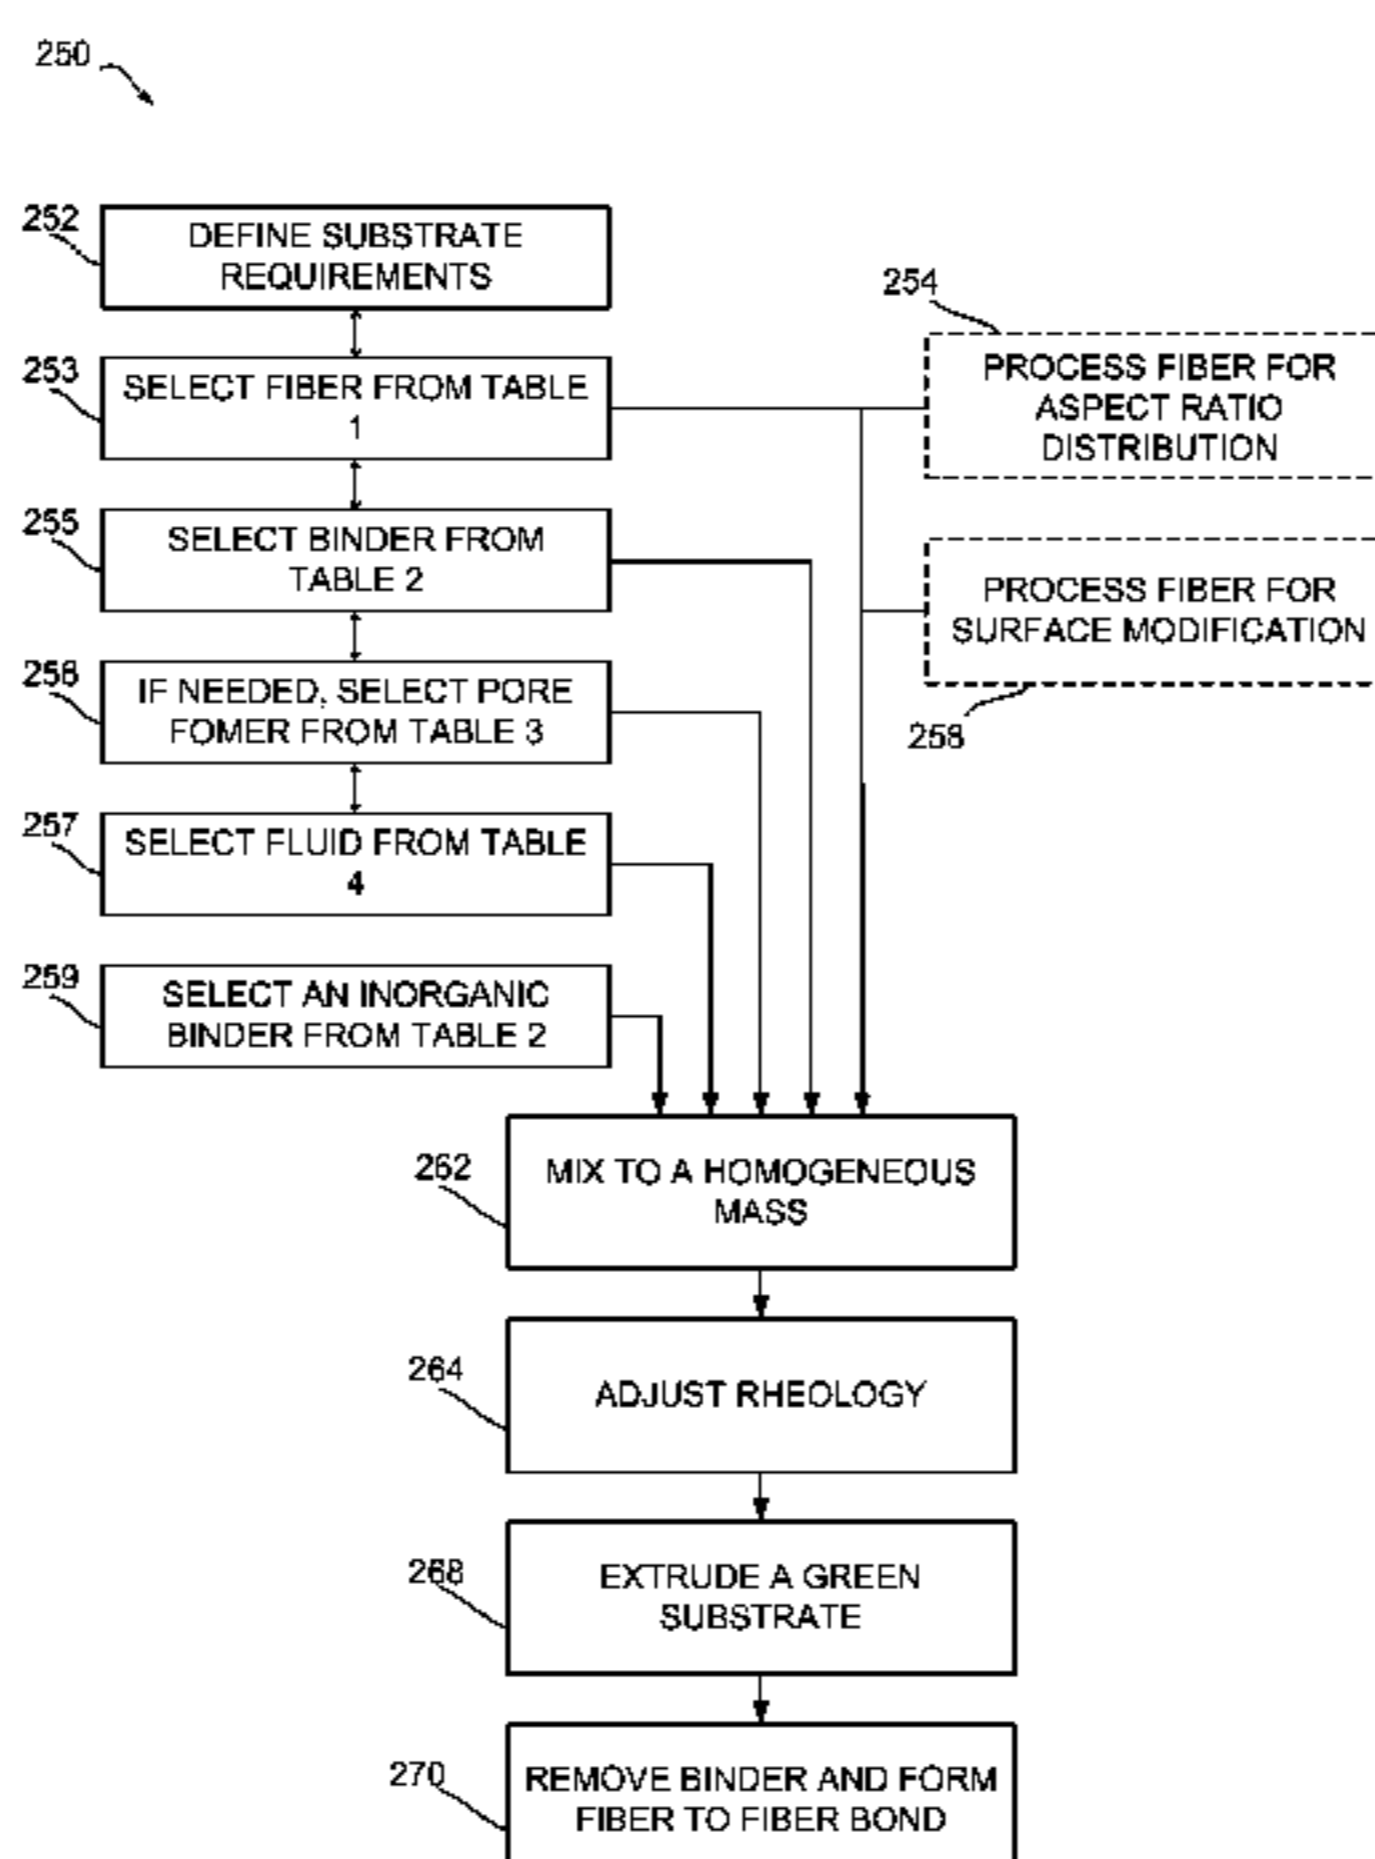 250
252
DEFINE SUBSTRATE
REQUIREMENTS
254
PROCESS FIBER FOR
ASPECT RATIO
DISTRIBUTION
253
SELECT FIBER FROM TABLE
1
255
SELECT BINDER FROM
TABLE 2
PROCESS FIBER FOR
SURFACE MODIFICATION
258
256
IF NEEDED, SELECT PORE
FOMER FROM TABLE 3
257
SELECT FLUID FROM TABLE
4
259
SELECT AN INORGANIC
BINDER FROM TABLE 2
262
MIX TO A HOMOGENEOUS
MASS
264
ADJUST RHEOLOGY
268
EXTRUDE A GREEN
SUBSTRATE
270
REMOVE BINDER AND FORM
FIBER TO FIBER BOND